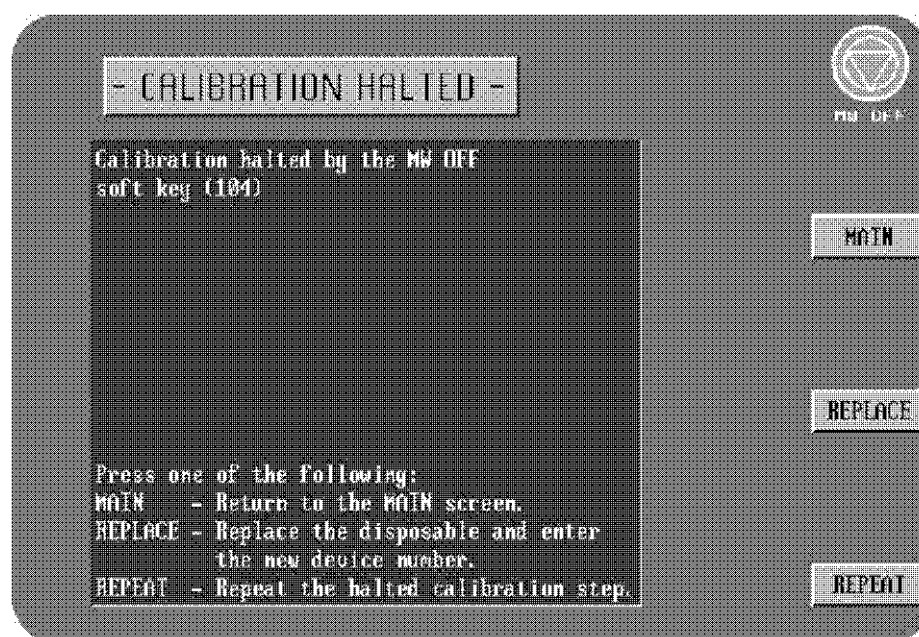 - CALIBRATION HALTED -
MW OFF
Calibration halted by the MW OFF
soft key (104)
MAIN
REPLACE
Press one of the following:
MAIN - Return to the MAIN screen.
REPLACE - Replace the disposable and enter
the new device number.
REPEAT - Repeat the halted calibration step.
REPEAT